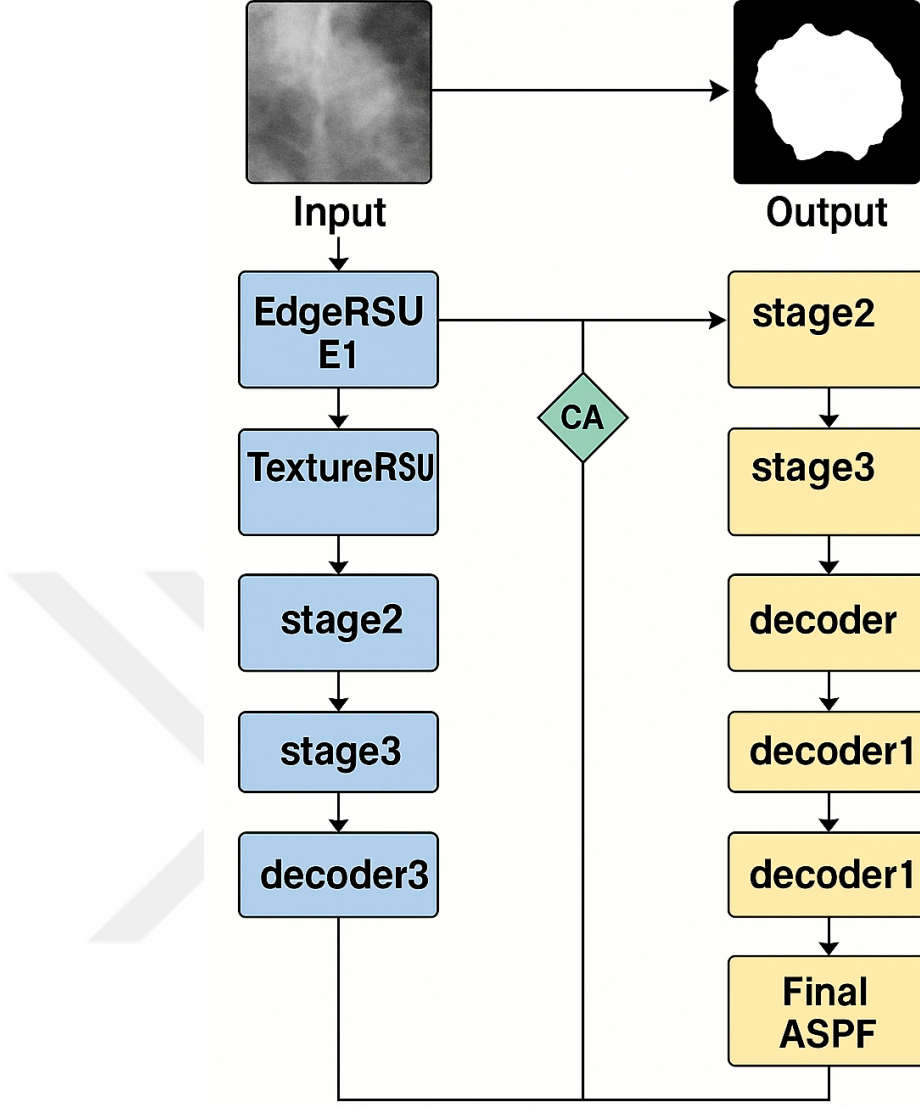 Input
Output
EdgeRSU
E1
TextureRSU
stage2
stage3
decoder3
CA
stage2
stage3
decoder
decoder1
decoder1
Final
ASPF